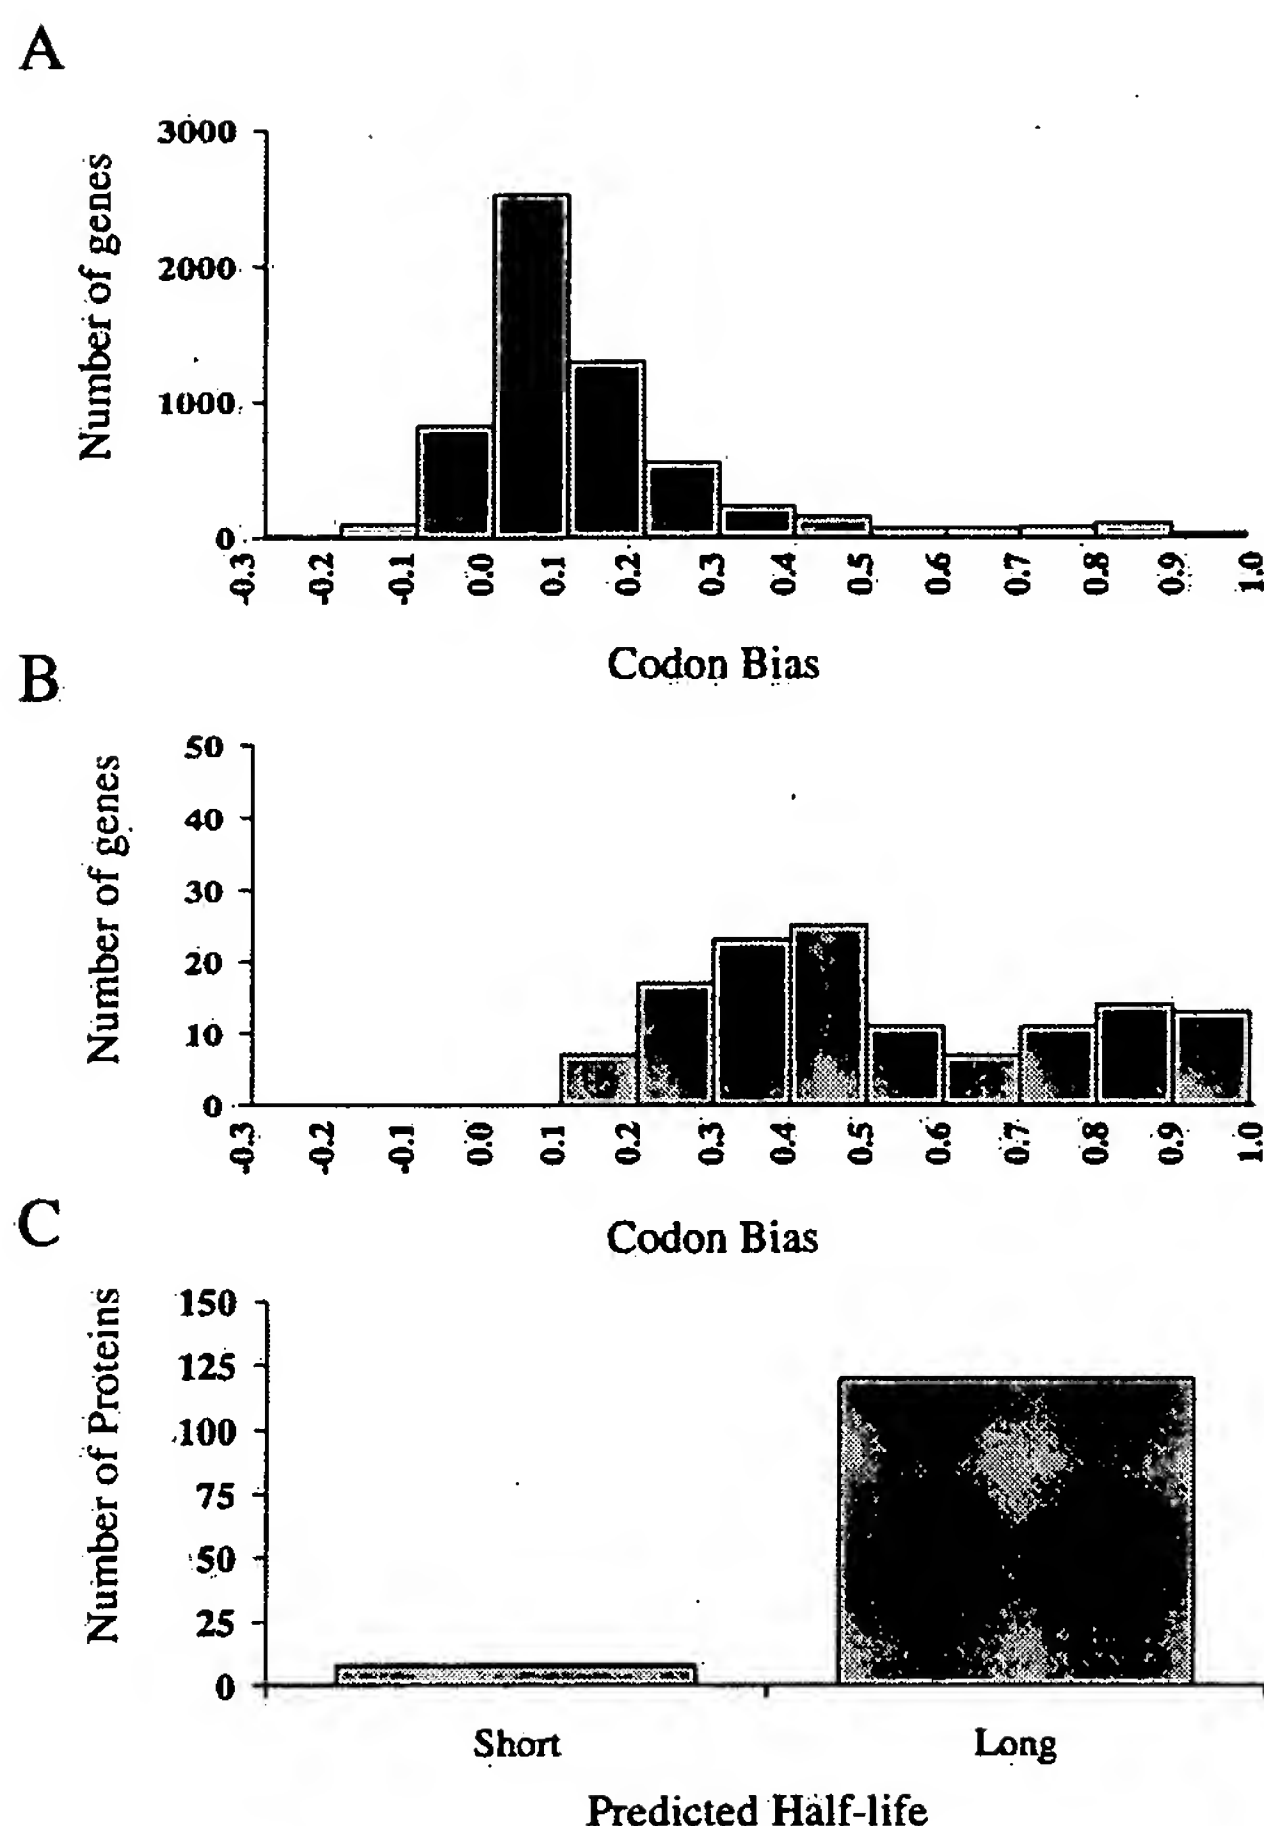 A
Number of genes
3000
2000
1000
0
-0.3 -0.2 -0.1 0.0 0.1 0.2 0.3 0.4 0.5 0.6 0.7 0.8 0.9 1.0
Codon Bias
B
Number of genes
50
40
30
20
10
0
-0.3 -0.2 -0.1 0.0 0.1 0.2 0.3 0.4 0.5 0.6 0.7 0.8 0.9 1.0
Codon Bias
C
Number of Proteins
150
125
100
75
50
25
0
Short Long
Predicted Half-life